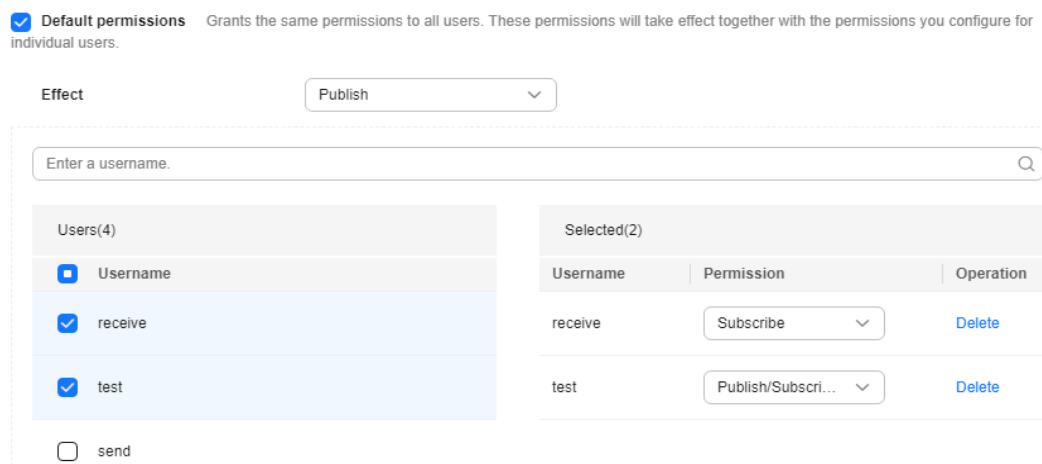 Default permissions Grants the same permissions to all users. These permissions will take effect together with the permissions you configure for
individual users.
Effect Publish
Enter a username.
Users(4) Selected(2)
Username Username Permission Operation
receive receive Subscribe Delete
test test Publish/Subscri... Delete
send